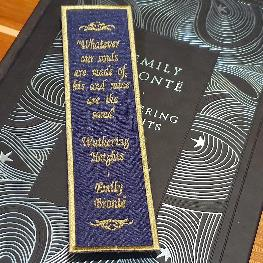 "Whatever
our souls
are made of,
his and mine
are the
same"
Wuthering
Heights
Emily
Brontë
EMILY
BRONTË
ERING
TS